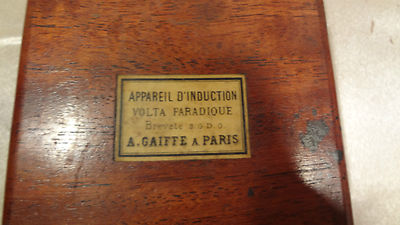 APPAREIL D'INDUCTION
VOLTA FARADIQUE
Breveté s.G.D.G.
A. GAIFFE A PARIS